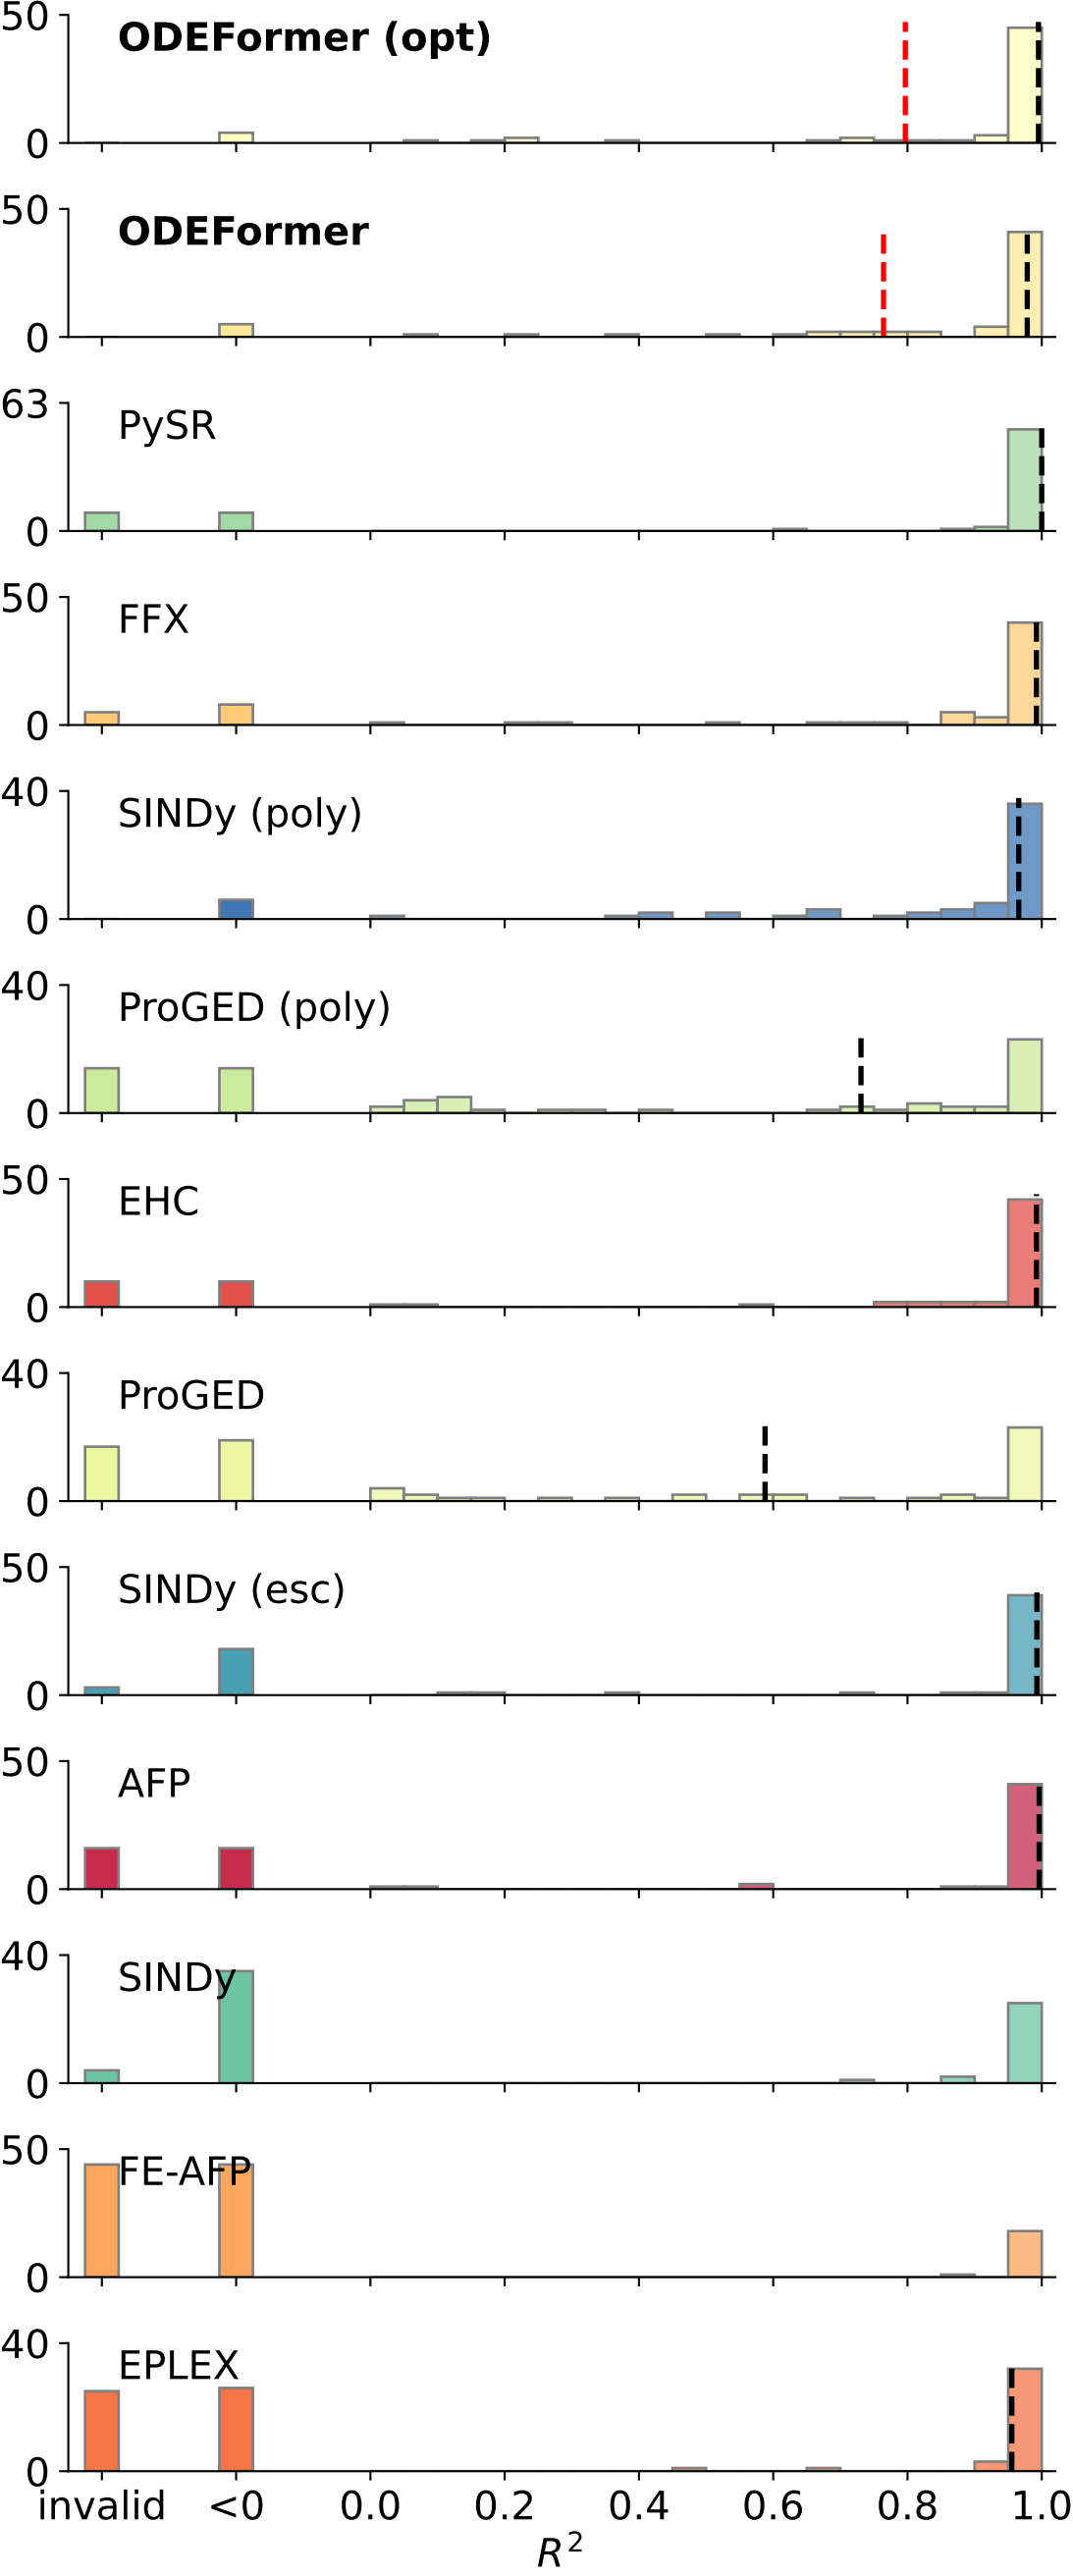 50
ODEFormer (opt)
0
50
ODEFormer
0
63
PySR
0
50
FFX
0
40
SINDy (poly)
0
40
ProGED (poly)
0
50
EHC
0
40
ProGED
0
50
SINDy (esc)
0
50
AFP
0
40
SINDy
0
50
FE-AFP
0
40
EPLEX
0
invalid <0 0.0 0.2 0.4 0.6 0.8 1.0
R²